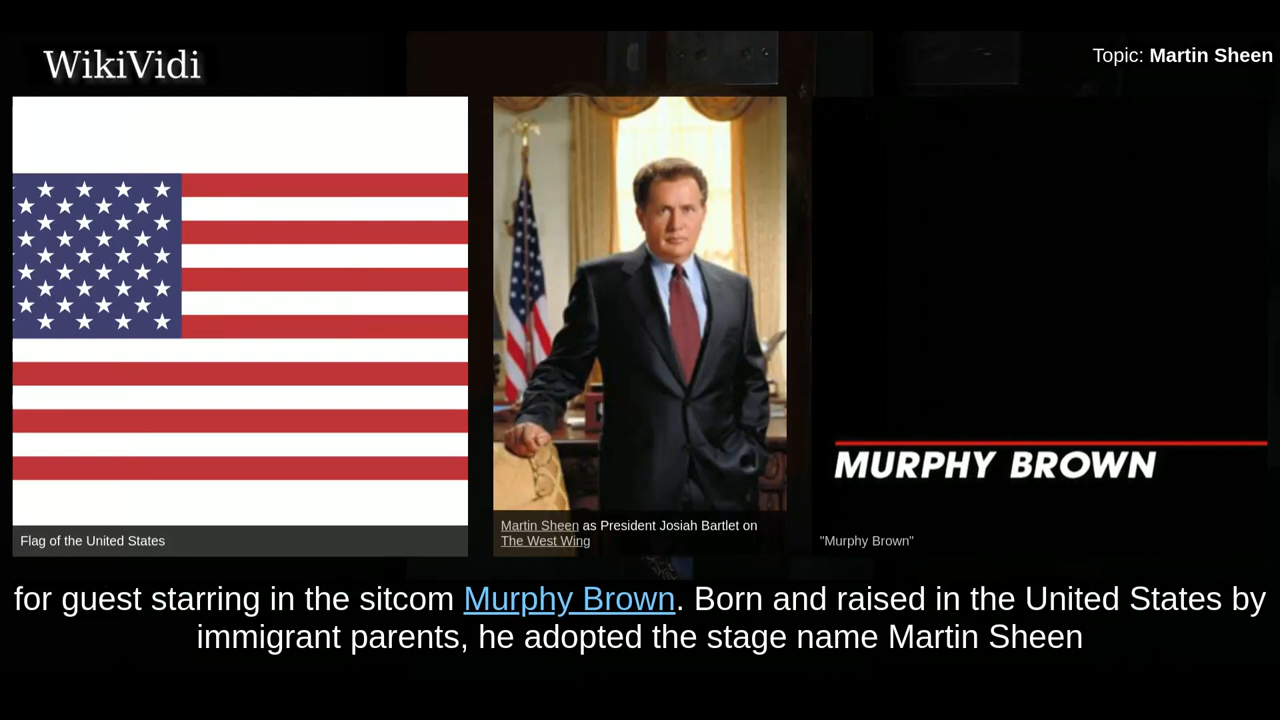 WikiVidi
Topic: Martin Sheen
Flag of the United States
Martin Sheen as President Josiah Bartlet on
The West Wing
MURPHY BROWN
"Murphy Brown"
for guest starring in the sitcom Murphy Brown. Born and raised in the United States by
immigrant parents, he adopted the stage name Martin Sheen